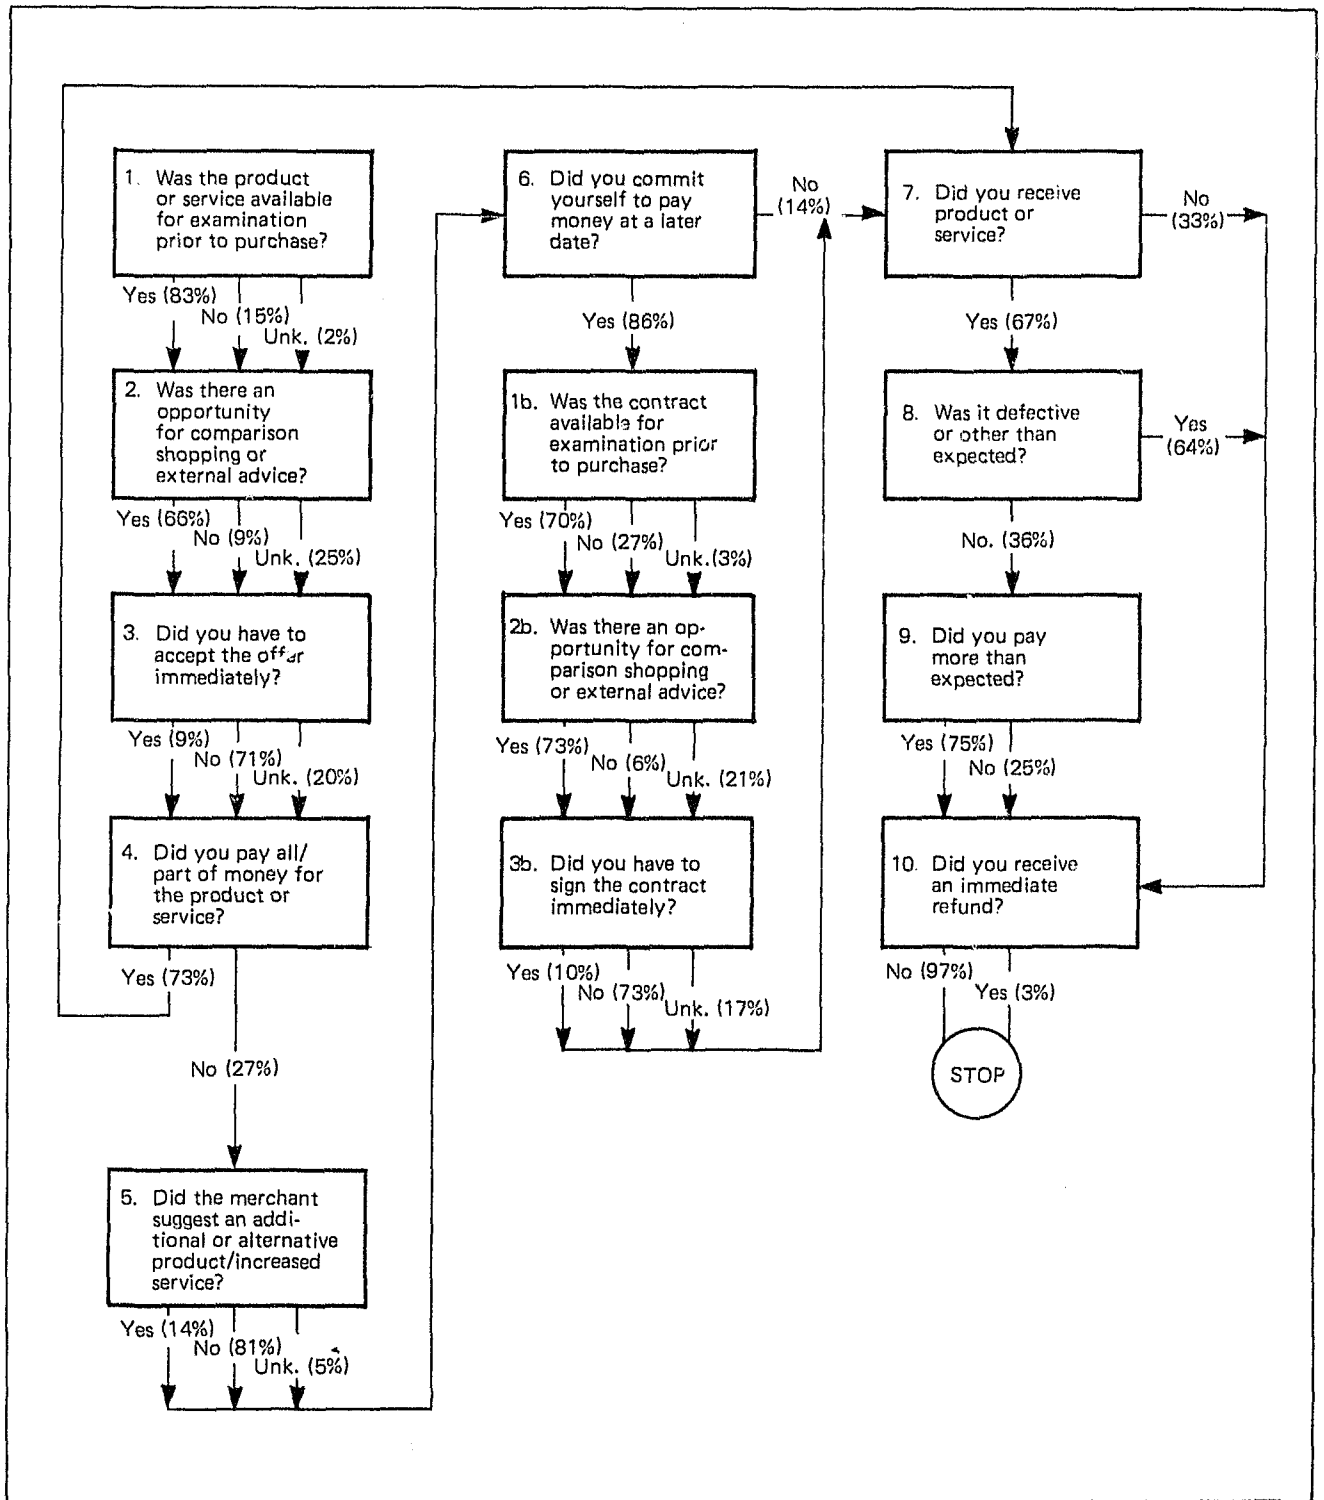 1. Was the product
or service available
for examination
prior to purchase?
Yes (83%)
No (15%)
Unk. (2%)
2. Was there an
opportunity
for comparison
shopping or
external advice?
Yes (66%)
No (9%)
Unk. (25%)
3. Did you have to
accept the offer
immediately?
Yes (9%)
No (71%)
Unk. (20%)
4. Did you pay all/
part of money for
the product or
service?
Yes (73%)
No (27%)
5. Did the merchant
suggest an addi-
tional or alternative
product/increased
service?
Yes (14%)
No (81%)
Unk. (5%)
6. Did you commit
yourself to pay
money at a later
date?
No
(14%)
Yes (86%)
1b. Was the contract
available for
examination prior
to purchase?
Yes (70%)
No (27%)
Unk.(3%)
2b. Was there an op-
portunity for com-
parison shopping
or external advice?
Yes (73%)
No (6%)
Unk. (21%)
3b. Did you have to
sign the contract
immediately?
Yes (10%)
No (73%)
Unk. (17%)
7. Did you receive
product or
service?
No
(33%)
Yes (67%)
8. Was it defective
or other than
expected?
Yes
(64%)
No. (36%)
9. Did you pay
more than
expected?
Yes (75%)
No (25%)
10. Did you receive
an immediate
refund?
No (97%)
Yes (3%)
STOP